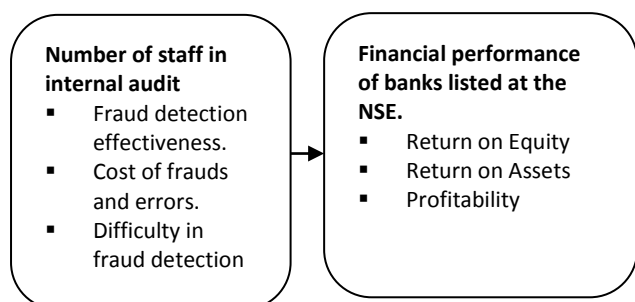 Number of staff in
internal audit
▪ Fraud detection
effectiveness.
▪ Cost of frauds
and errors.
▪ Difficulty in
fraud detection
Financial performance
of banks listed at the
NSE.
▪ Return on Equity
▪ Return on Assets
▪ Profitability